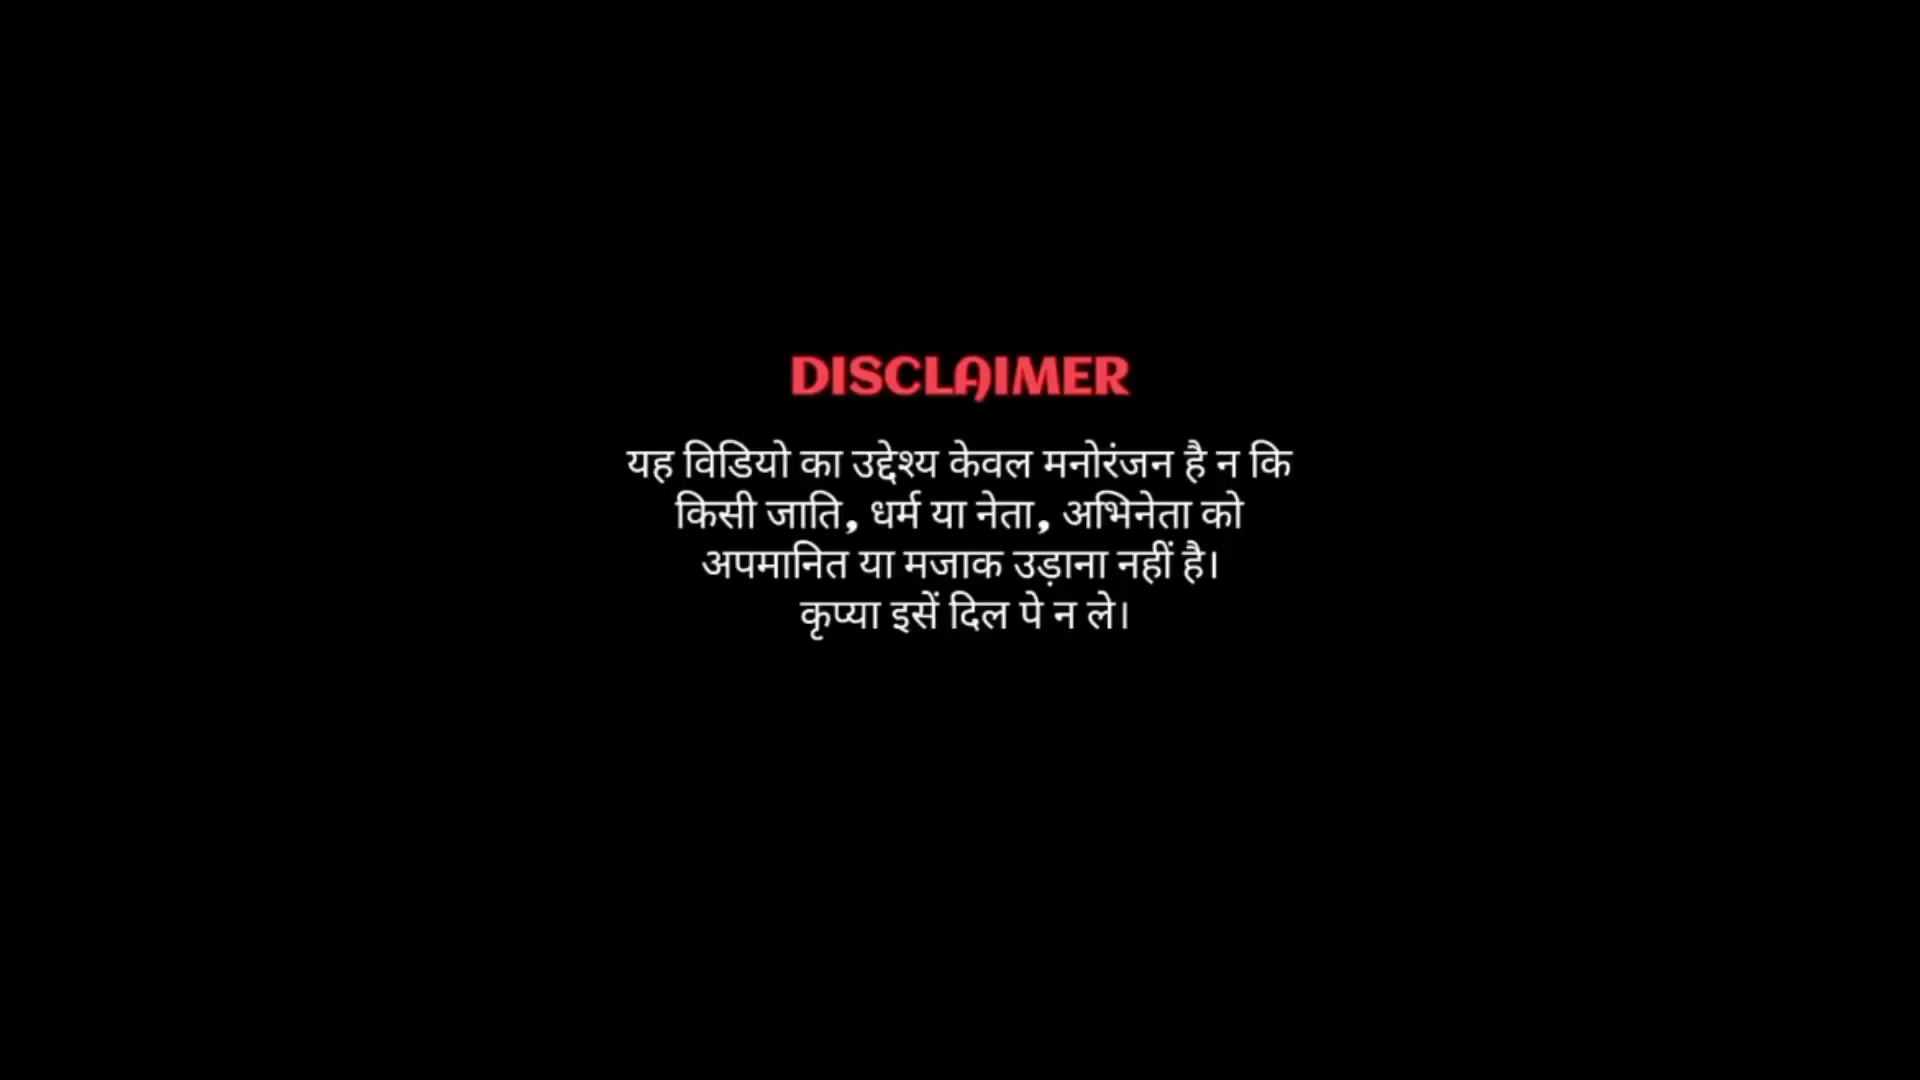 DISCLAIMER
यह विडियो का उद्देश्य केवल मनोरंजन है न कि
किसी जाति, धर्म या नेता, अभिनेता को
अपमानित या मजाक उड़ाना नहीं है।
कृप्या इसें दिल पे न ले।